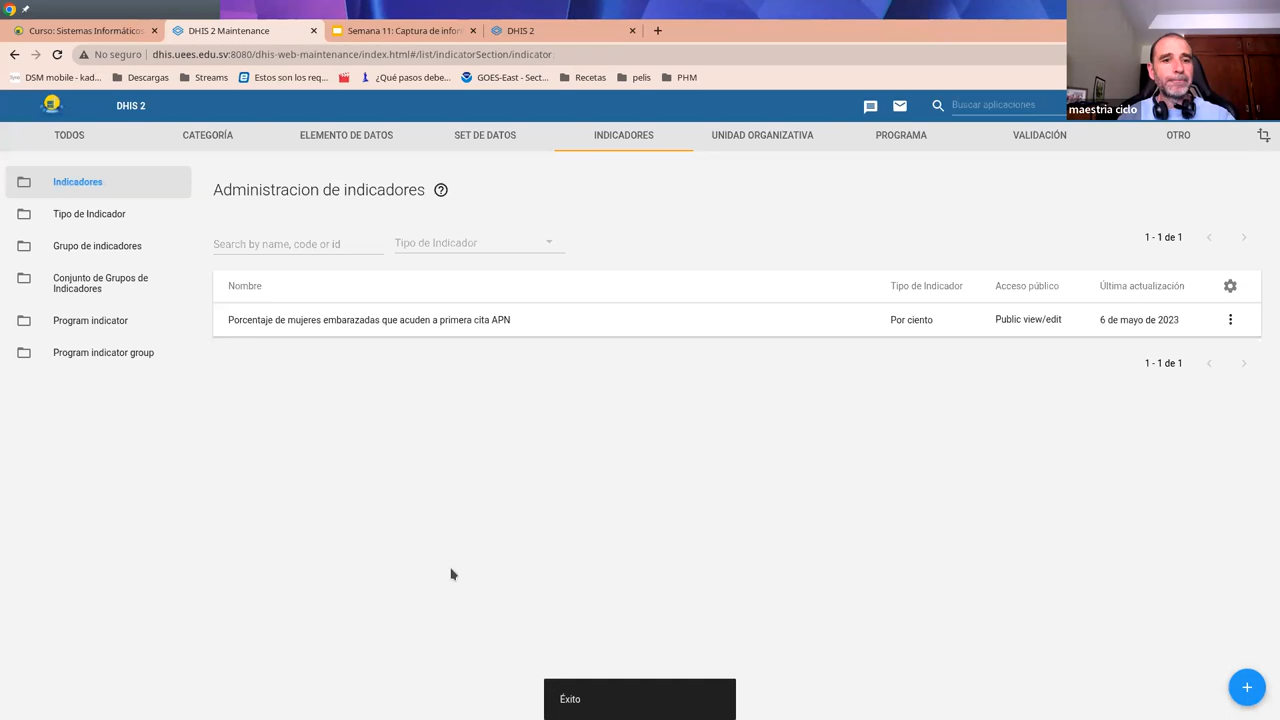 Curso: Sistemas Informáticos
DHIS 2 Maintenance
Semana 11: Captura de infor
DHIS 2
No seguro
dhis.uees.edu.sv:8080/dhis-web-maintenance/index.html#/list/indicatorSection/indicator
DSM mobile - kad...
Descargas
Streams
Estos son los req...
¿Qué pasos debe...
GOES-East - Sect...
Recetas
pelis
PHM
maestria ciclo
DHIS 2
Buscar aplicaciones
TODOS
CATEGORÍA
ELEMENTO DE DATOS
SET DE DATOS
INDICADORES
UNIDAD ORGANIZATIVA
PROGRAMA
VALIDACIÓN
OTRO
Indicadores
Tipo de Indicador
Grupo de indicadores
Conjunto de Grupos de
Indicadores
Program indicator
Program indicator group
Administracion de indicadores
Search by name, code or id
Tipo de Indicador
1 - 1 de 1
Nombre
Tipo de Indicador
Acceso público
Última actualización
Porcentaje de mujeres embarazadas que acuden a primera cita APN
Por ciento
Public view/edit
6 de mayo de 2023
1 - 1 de 1
Éxito